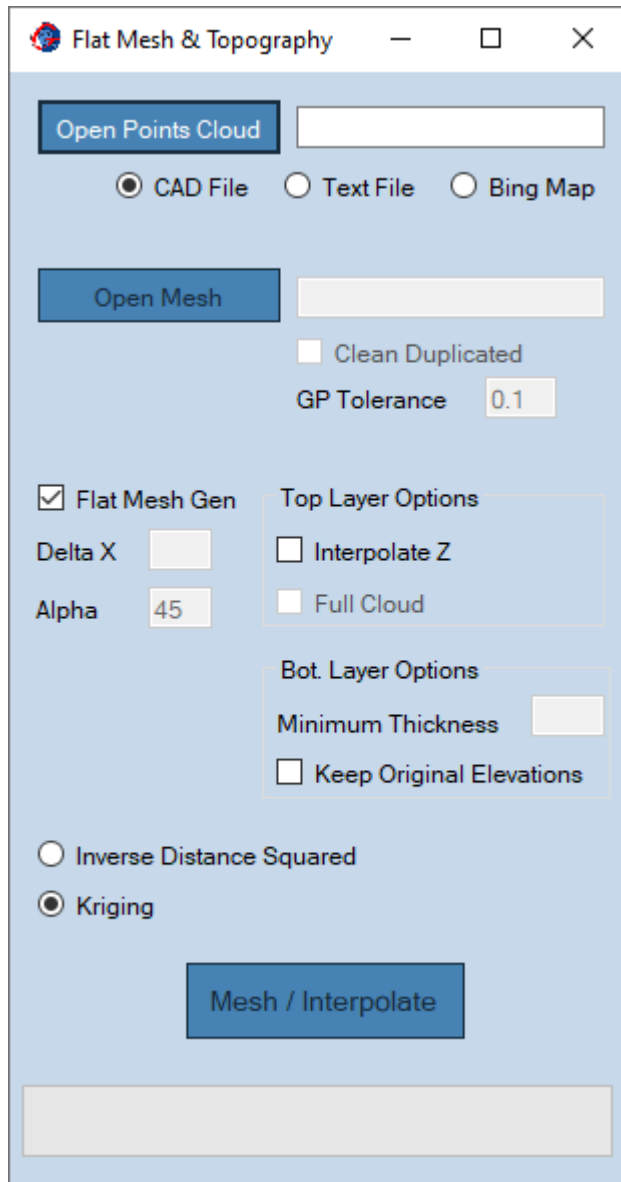 Flat Mesh & Topography
Open Points Cloud
CAD File Text File Bing Map
Open Mesh
Clean Duplicated
GP Tolerance 0.1
Flat Mesh Gen
Delta X
Alpha 45
Top Layer Options
Interpolate Z
Full Cloud
Bot. Layer Options
Minimum Thickness
Keep Original Elevations
Inverse Distance Squared
Kriging
Mesh / Interpolate